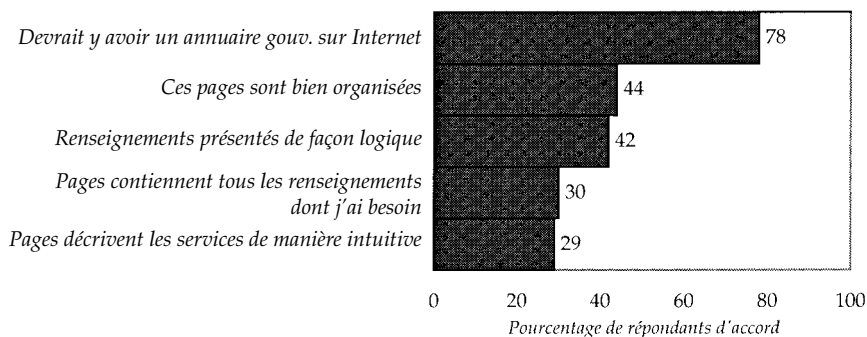 Devrait y avoir un annuaire gouv. sur Internet
78
Ces pages sont bien organisées
44
Renseignements présentés de façon logique
42
Pages contiennent tous les renseignements
dont j'ai besoin
30
Pages décrivent les services de manière intuitive
29
0 20 40 60 80 100
Pourcentage de répondants d'accord